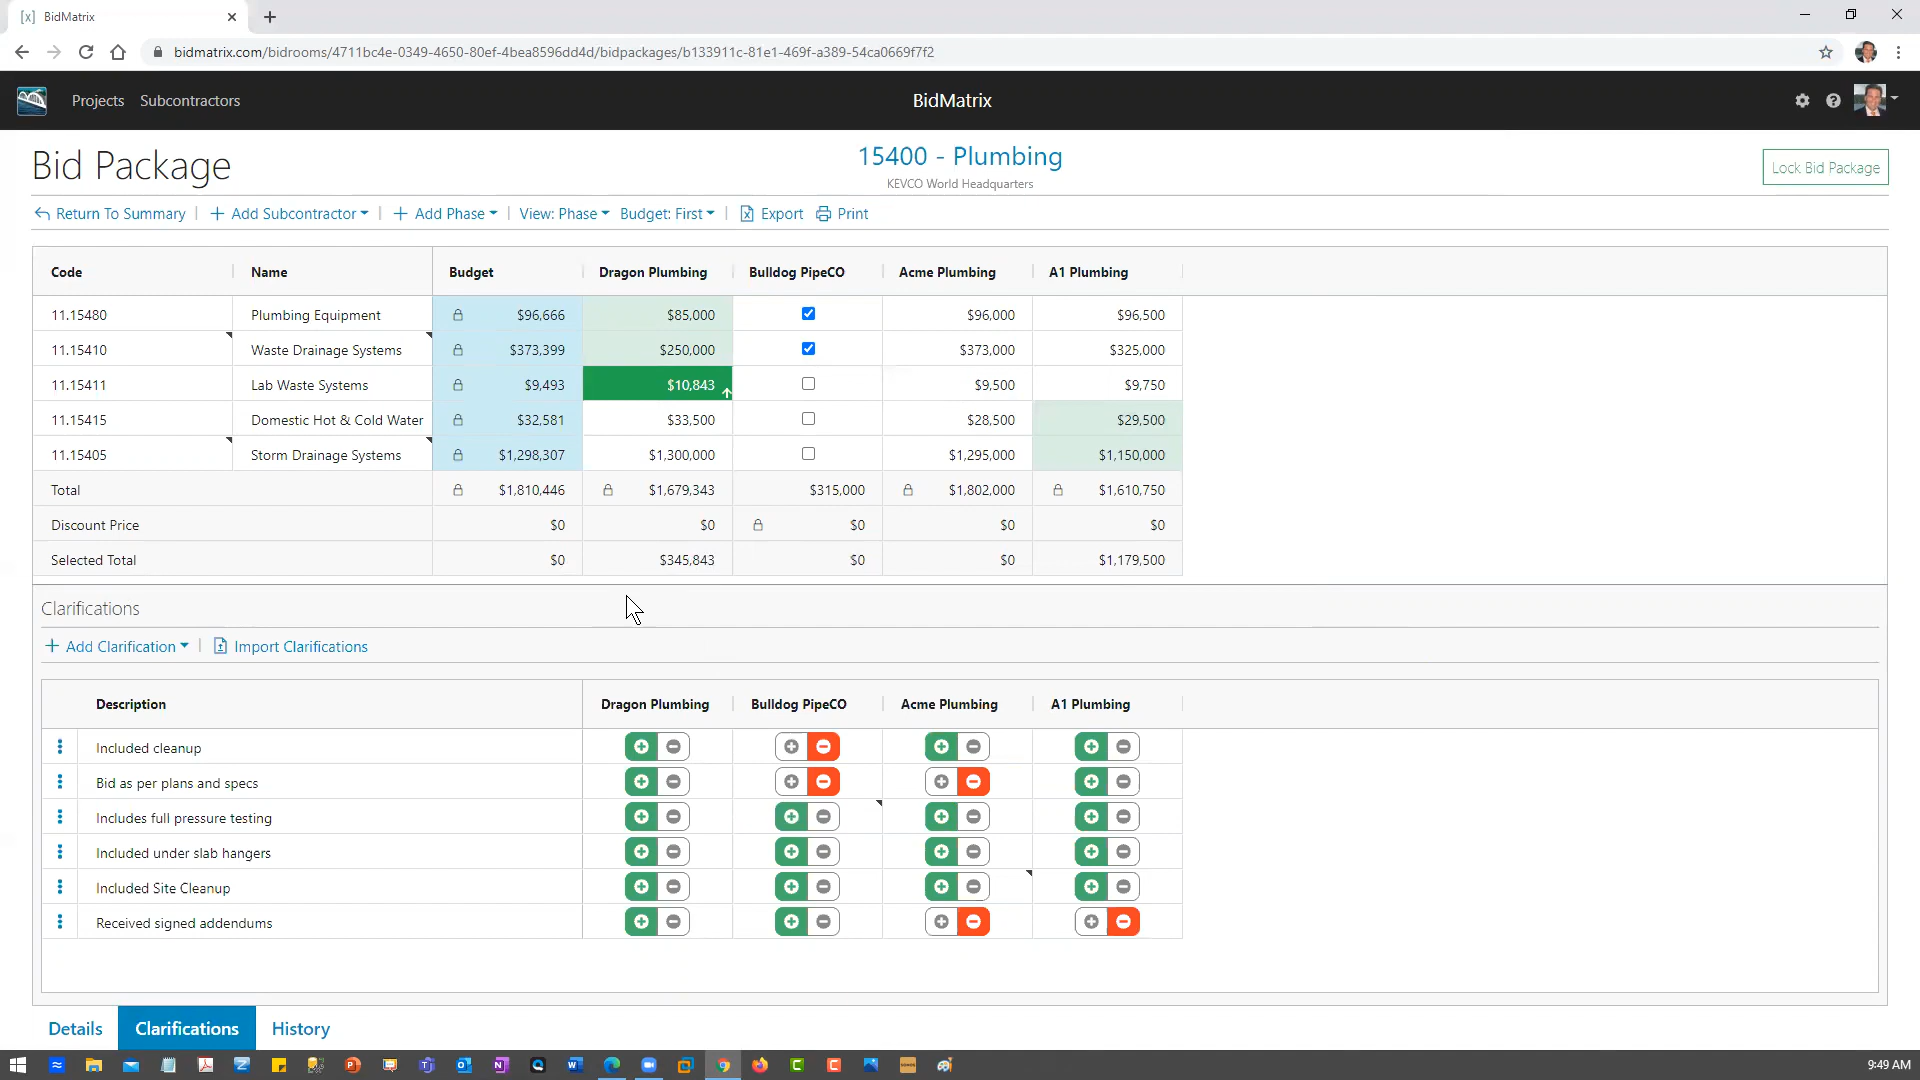 [x] BidMatrix
bidmatrix.com/bidrooms/4711bc4e-0349-4650-80ef-4bea8596dd4d/bidpackages/b133911c-81e1-469f-a389-54ca0669f7f2
Projects Subcontractors BidMatrix
Bid Package 15400 - Plumbing Lock Bid Package
KEVCO World Headquarters
Return To Summary | + Add Subcontractor | + Add Phase | View: Phase Budget: First | Export Print
Code Name Budget Dragon Plumbing Bulldog PipeCO Acme Plumbing A1 Plumbing
11.15480 Plumbing Equipment $96,666 $85,000 $96,000 $96,500
11.15410 Waste Drainage Systems $373,399 $250,000 $373,000 $325,000
11.15411 Lab Waste Systems $9,493 $10,843 $9,500 $9,750
11.15415 Domestic Hot & Cold Water $32,581 $33,500 $28,500 $29,500
11.15405 Storm Drainage Systems $1,298,307 $1,300,000 $1,295,000 $1,150,000
Total $1,810,446 $1,679,343 $315,000 $1,802,000 $1,610,750
Discount Price $0 $0 $0 $0 $0
Selected Total $0 $345,843 $0 $0 $1,179,500
Clarifications
+ Add Clarification | Import Clarifications
Description Dragon Plumbing Bulldog PipeCO Acme Plumbing A1 Plumbing
Included cleanup
Bid as per plans and specs
Includes full pressure testing
Included under slab hangers
Included Site Cleanup
Received signed addendums
Details Clarifications History
9:49 AM